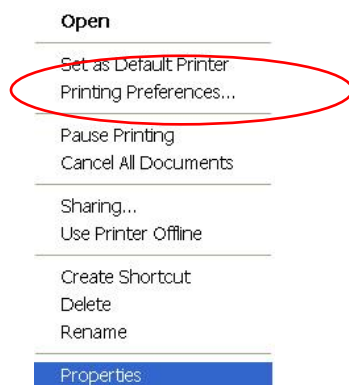 Open
Set as Default Printer
Printing Preferences...
Pause Printing
Cancel All Documents
Sharing...
Use Printer Offline
Create Shortcut
Delete
Rename
Properties